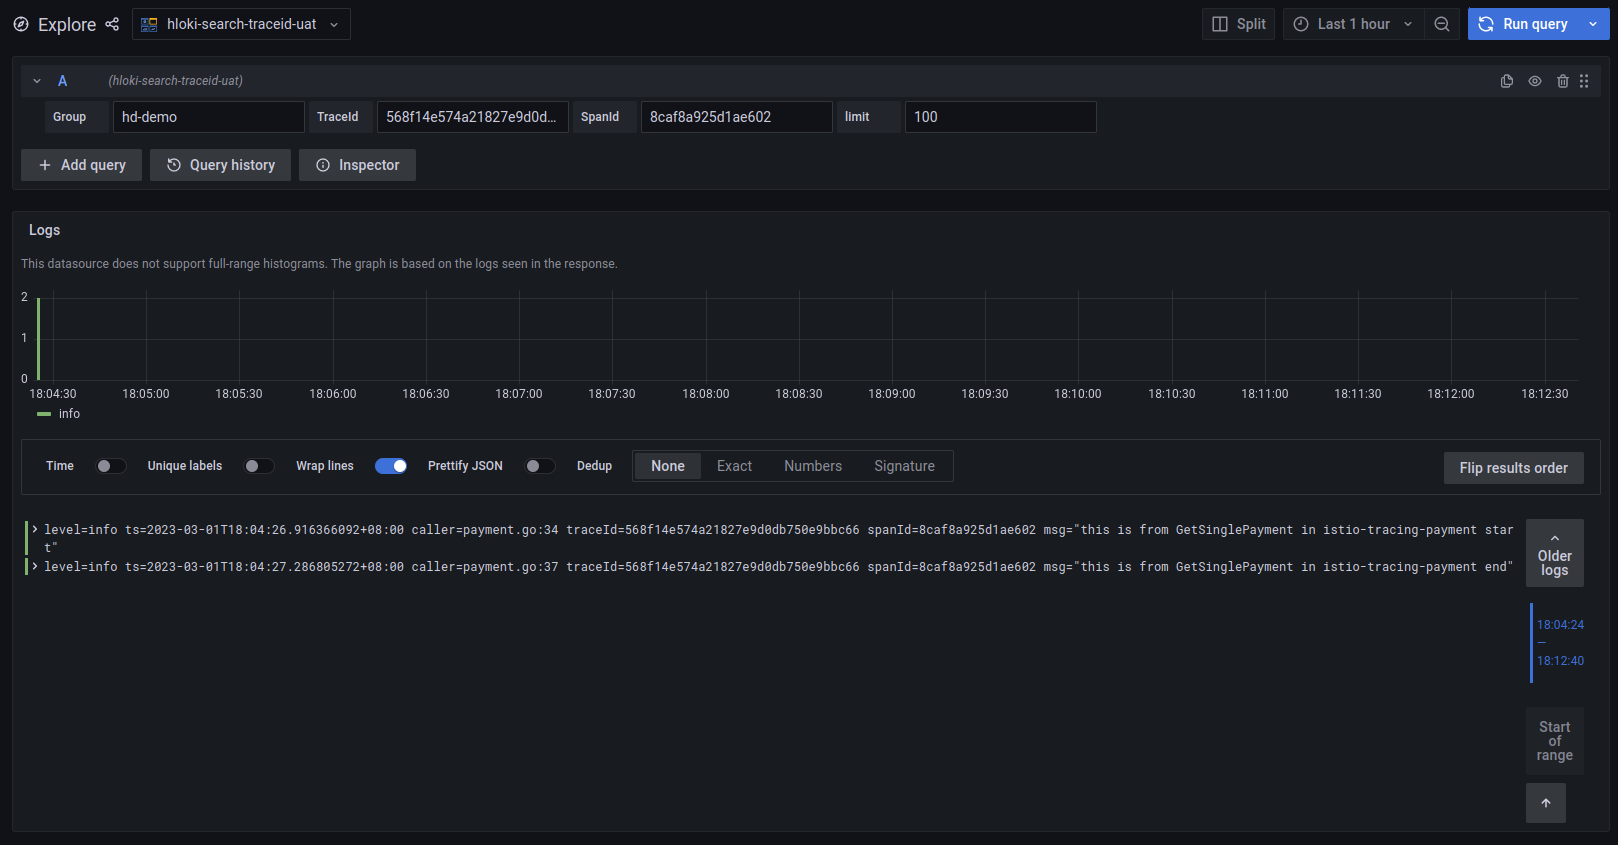 Explore hloki-search-traceid-uat Split Last 1 hour Run query
A (hloki-search-traceid-uat)
Group hd-demo TraceId 568f14e574a21827e9d0d... SpanId 8caf8a925d1ae602 limit 100
Add query Query history Inspector
Logs
This datasource does not support full-range histograms. The graph is based on the logs seen in the response.
2
1
0
18:04:30 18:05:00 18:05:30 18:06:00 18:06:30 18:07:00 18:07:30 18:08:00 18:08:30 18:09:00 18:09:30 18:10:00 18:10:30 18:11:00 18:11:30 18:12:00 18:12:30
info
Time Unique labels Wrap lines Prettify JSON Dedup None Exact Numbers Signature Flip results order
level=info ts=2023-03-01T18:04:26.916366092+08:00 caller=payment.go:34 traceId=568f14e574a21827e9d0db750e9bbc66 spanId=8caf8a925d1ae602 msg="this is from GetSinglePayment in istio-tracing-payment star
t"
level=info ts=2023-03-01T18:04:27.286805272+08:00 caller=payment.go:37 traceId=568f14e574a21827e9d0db750e9bbc66 spanId=8caf8a925d1ae602 msg="this is from GetSinglePayment in istio-tracing-payment end"
Older
logs
18:04:24
—
18:12:40
Start
of
range